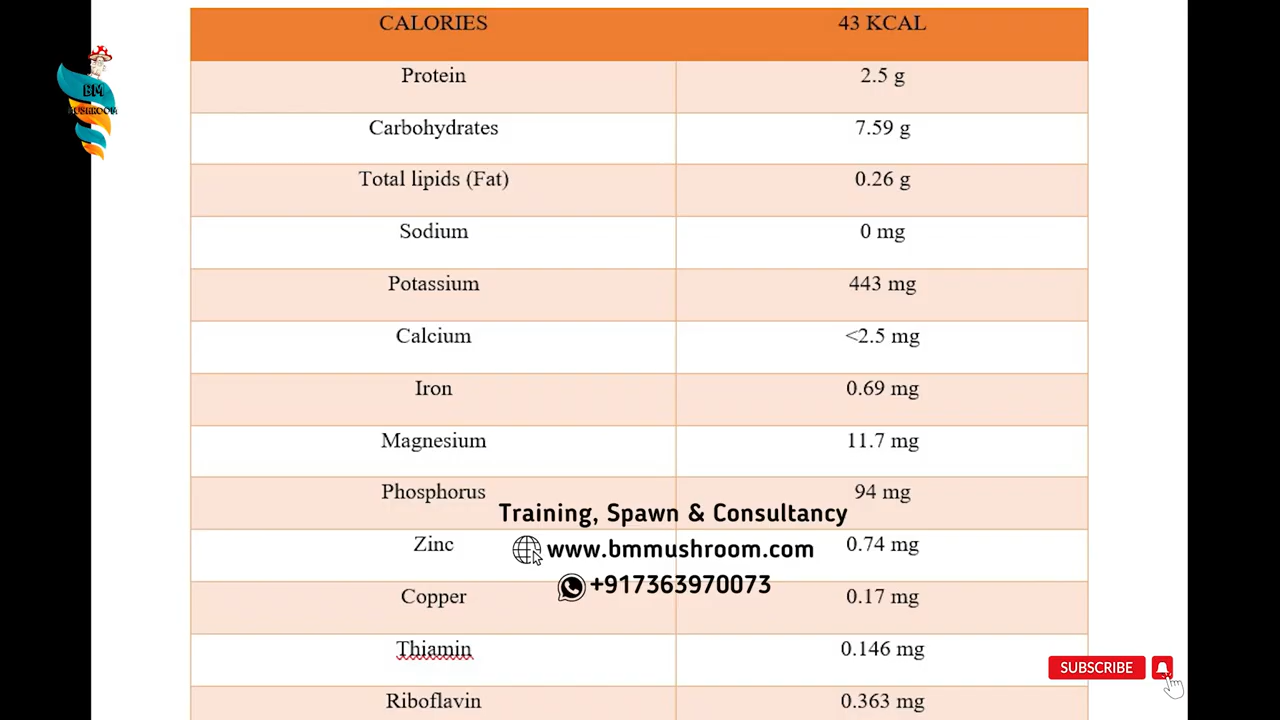 CALORIES 43 KCAL
BM
MUSHROOM
Protein 2.5 g
Carbohydrates 7.59 g
Total lipids (Fat) 0.26 g
Sodium 0 mg
Potassium 443 mg
Calcium <2.5 mg
Iron 0.69 mg
Magnesium 11.7 mg
Phosphorus 94 mg
Training, Spawn & Consultancy
Zinc 0.74 mg
www.bmmushroom.com
+917363970073
Copper 0.17 mg
Thiamin 0.146 mg
SUBSCRIBE
Riboflavin 0.363 mg